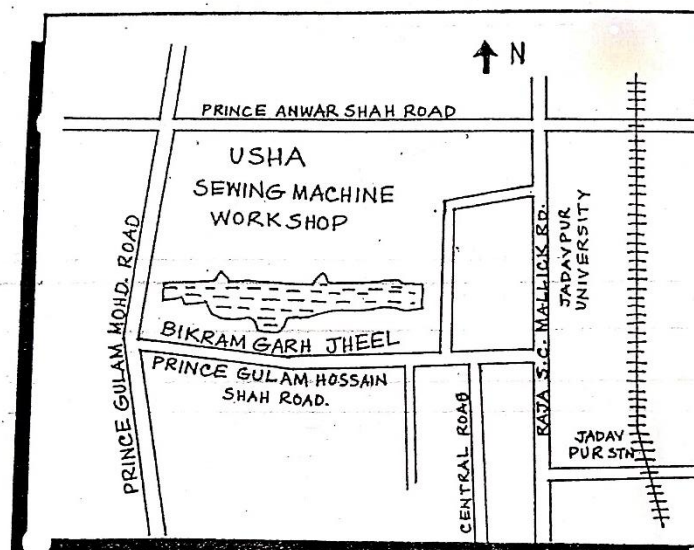 N
PRINCE ANWAR SHAH ROAD
USHA
SEWING MACHINE
WORKSHOP
PRINCE GULAM MOHD. ROAD
BIKRAM GARH JHEEL
PRINCE GULAM HOSSAIN
SHAH ROAD.
CENTRAL ROAD
RAJA S.C. MALLICK RD.
JADAVPUR
UNIVERSITY
JADAV
PUR STN